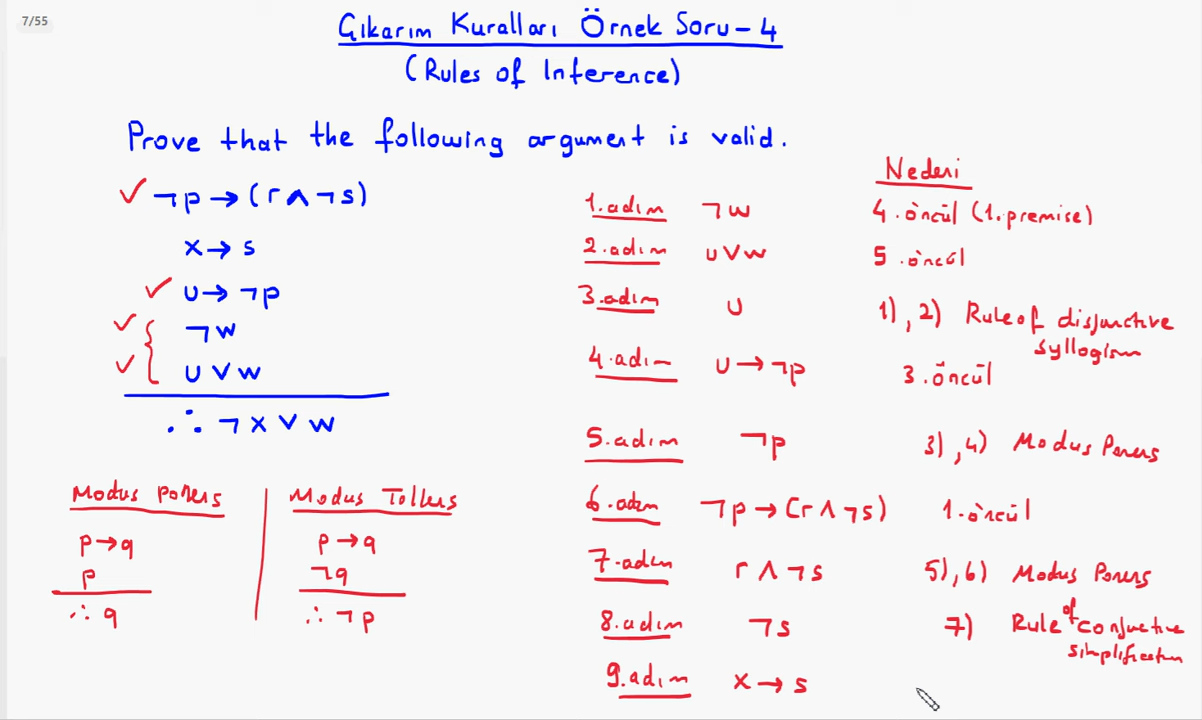 7/55
Çıkarım Kuralları Örnek Soru-4
(Rules of Inference)
Prove that the following argument is valid.
✓ ¬p → (r ∧ ¬s)
x → s
✓ u → ¬p
✓ ¬w
✓ u ∨ w
∴ ¬x ∨ w
Modus Ponens
p → q
p
∴ q
Modus Tollens
p → q
¬q
∴ ¬p
Nedeni
1.adım ¬w 4.öncül (1.premise)
2.adım u∨w 5.öncül
3.adım u 1), 2) Rule of disjunctive
syllogism
4.adım u → ¬p 3.öncül
5.adım ¬p 3), 4) Modus Ponens
6.adım ¬p → (r ∧ ¬s) 1.öncül
7.adım r ∧ ¬s 5), 6) Modus Ponens
8.adım ¬s 7) Rule of conjuctive
simplification
9.adım x → s